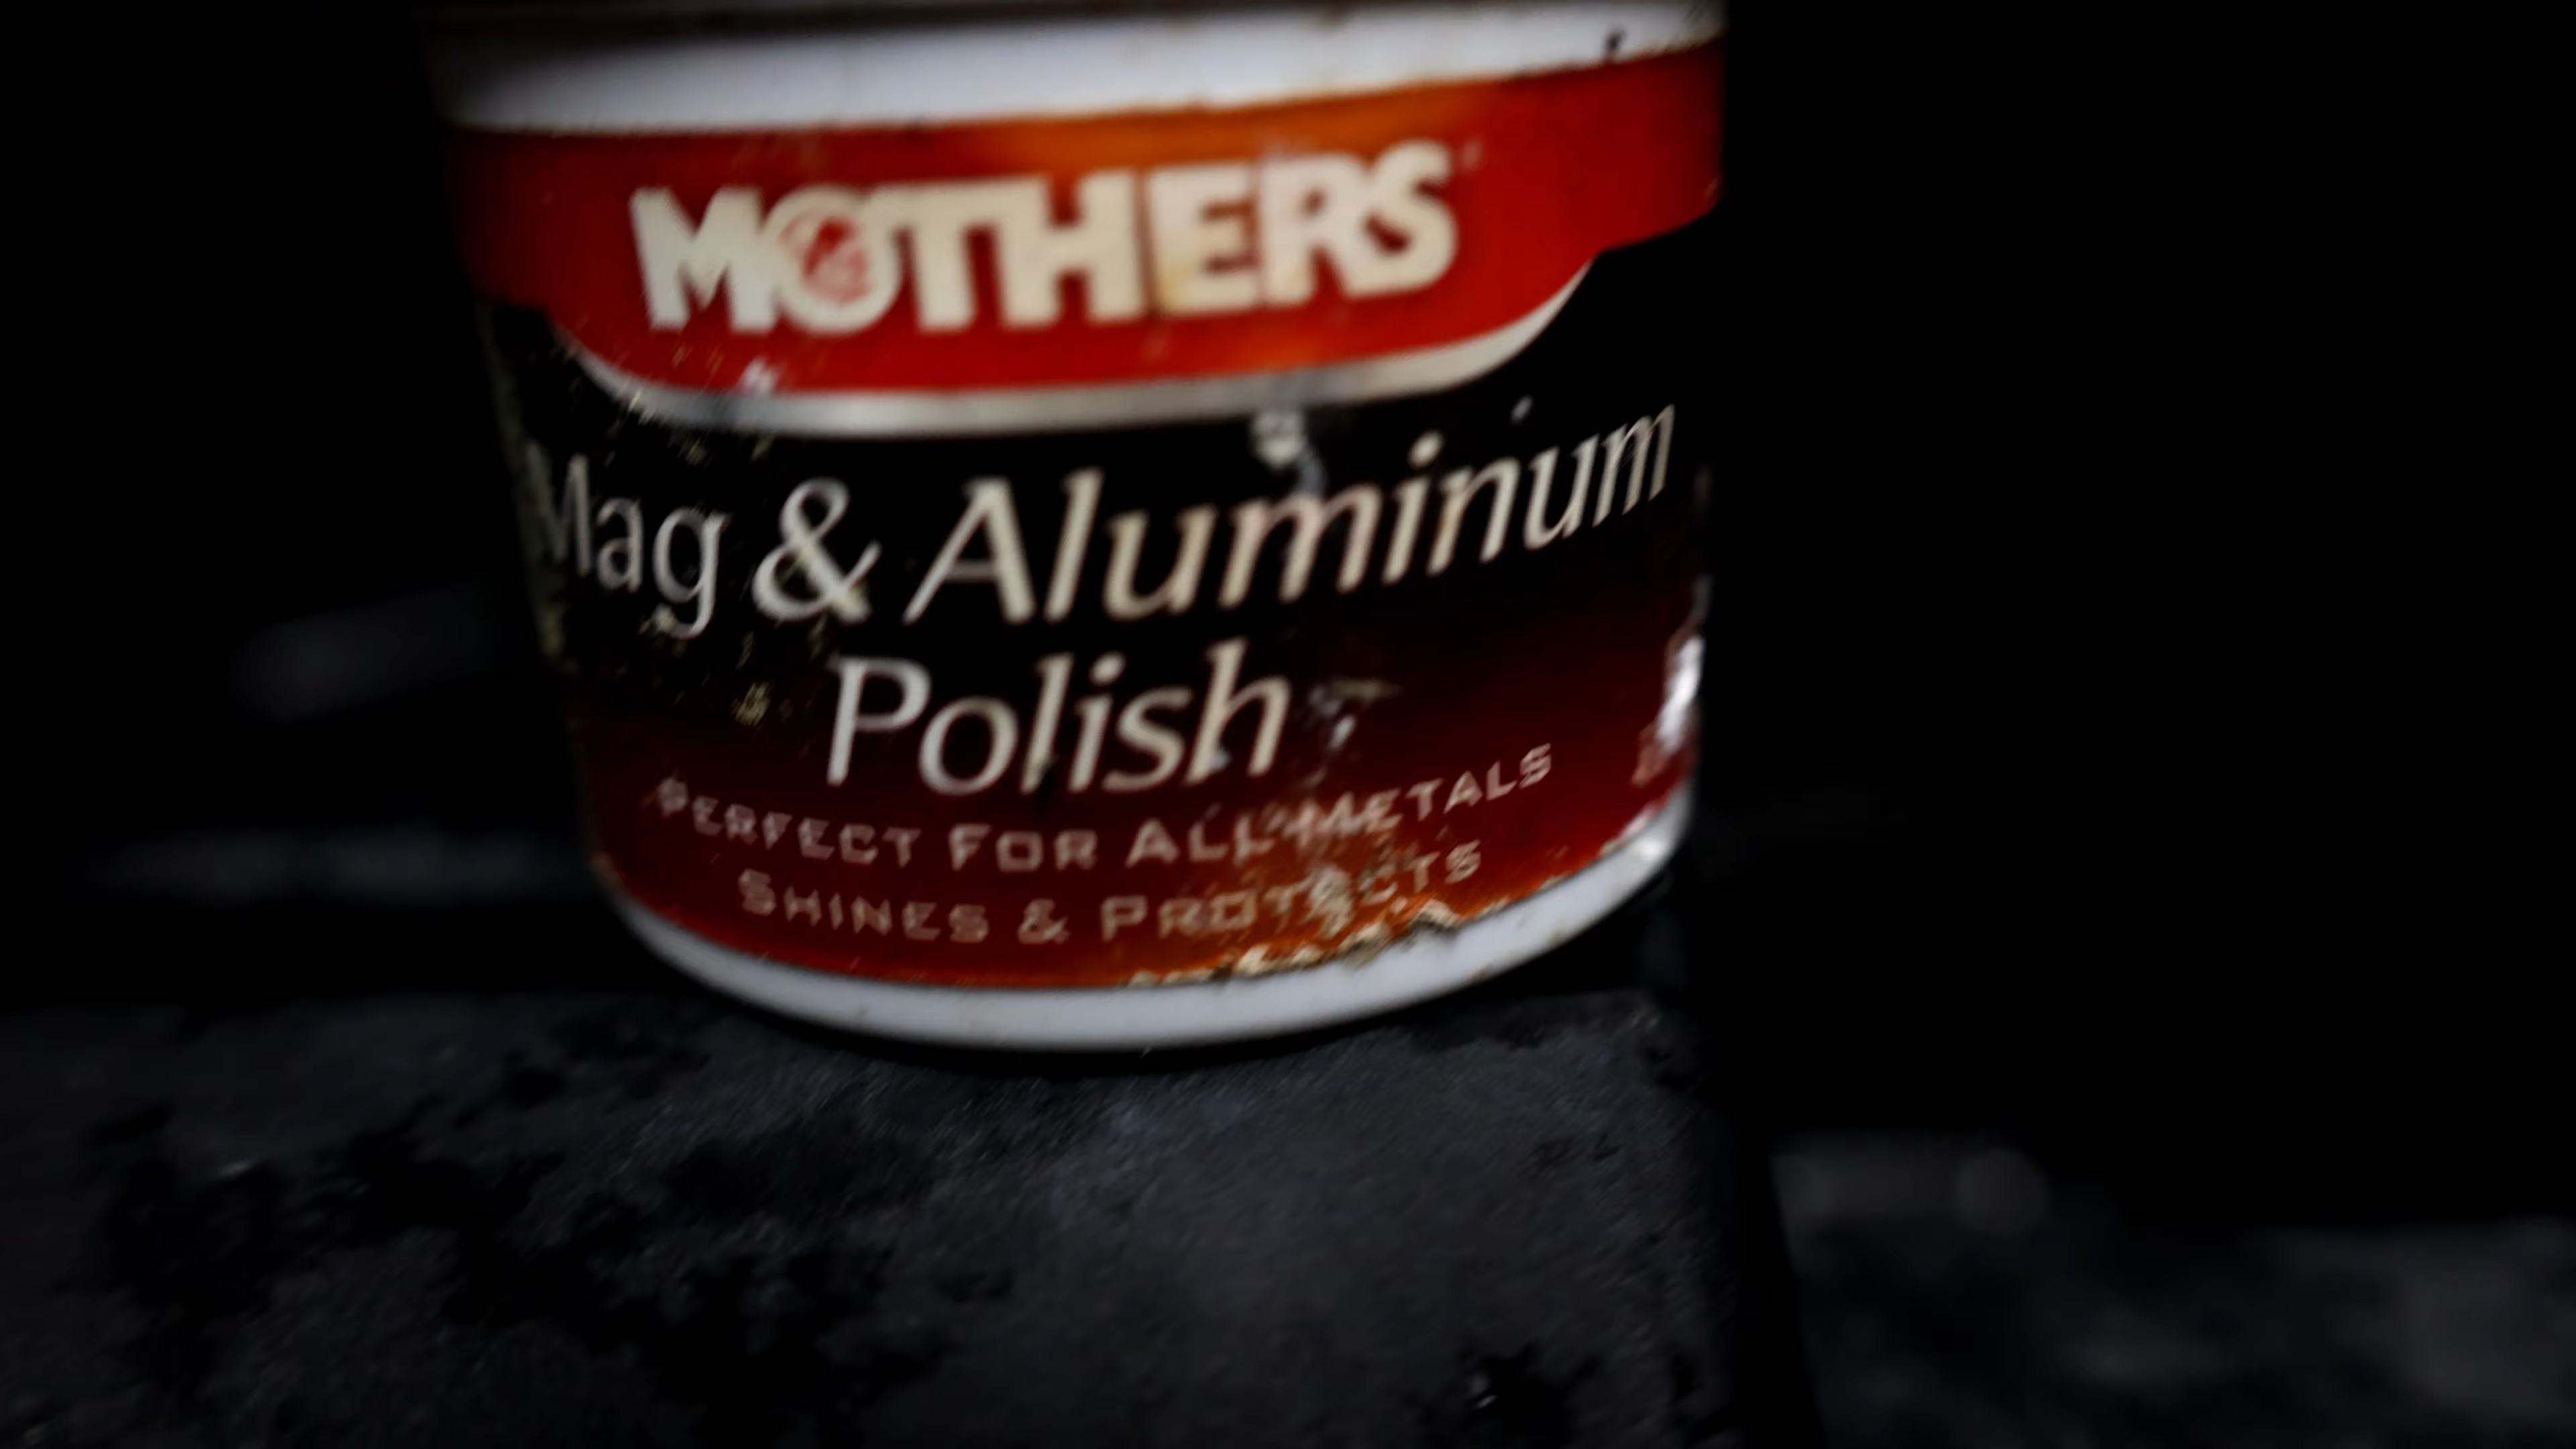 MOTHERS
Mag & Aluminum
Polish
PERFECT FOR ALL METALS
SHINES & PROTECTS